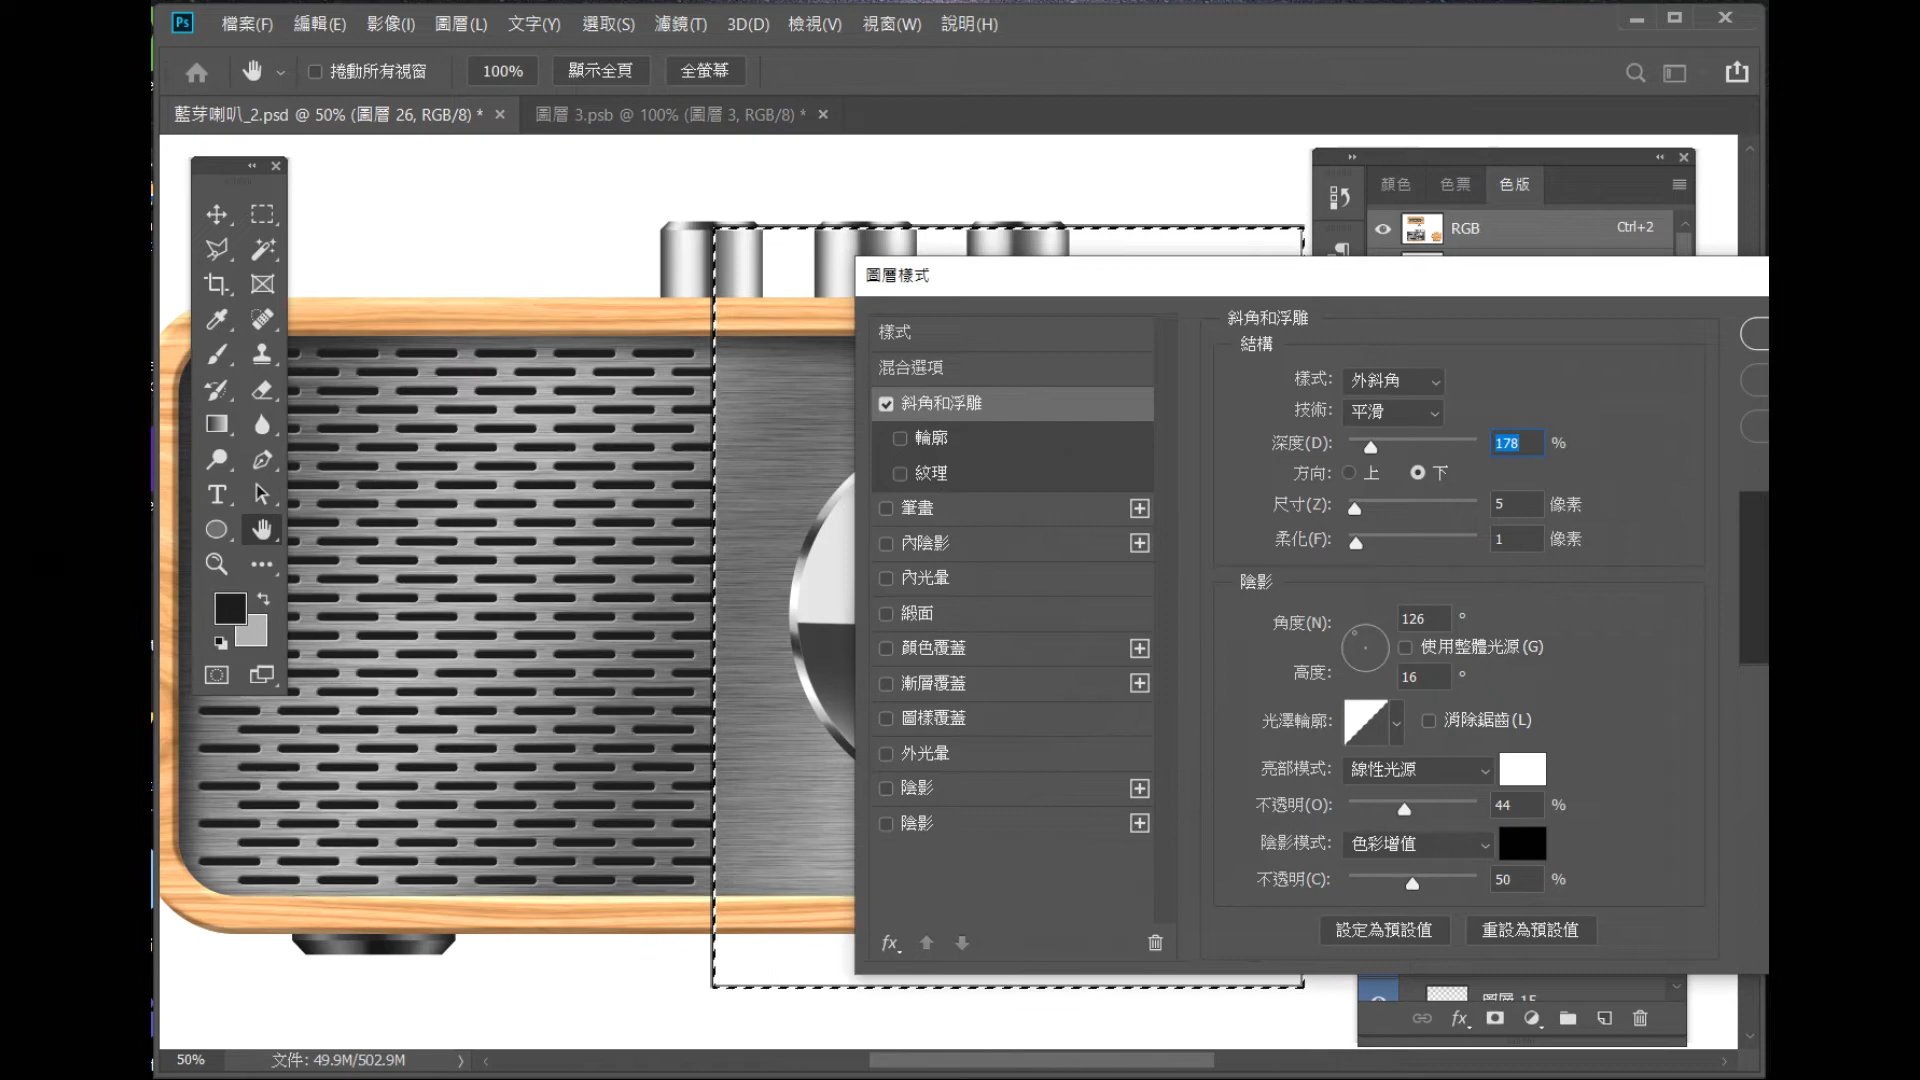 Ps 檔案(F) 編輯(E) 影像(I) 圖層(L) 文字(Y) 選取(S) 濾鏡(T) 3D(D) 檢視(V) 視窗(W) 說明(H)
捲動所有視窗 100% 顯示全頁 全螢幕
藍芽喇叭_2.psd @ 50% (圖層 26, RGB/8) * 圖層 3.psb @ 100% (圖層 3, RGB/8) *
顏色 色票 色版
RGB Ctrl+2
圖層樣式
樣式
混合選項
斜角和浮雕
輪廓
紋理
筆畫
內陰影
內光暈
緞面
顏色覆蓋
漸層覆蓋
圖樣覆蓋
外光暈
陰影
陰影
fx
斜角和浮雕
結構
樣式: 外斜角
技術: 平滑
深度(D): 178 %
方向: 上 下
尺寸(Z): 5 像素
柔化(F): 1 像素
陰影
角度(N): 126 °
使用整體光源(G)
高度: 16 °
光澤輪廓: 消除鋸齒(L)
亮部模式: 線性光源
不透明(O): 44 %
陰影模式: 色彩增值
不透明(C): 50 %
設定為預設值 重設為預設值
圖層 15
fx
50% 文件: 49.9M/502.9M